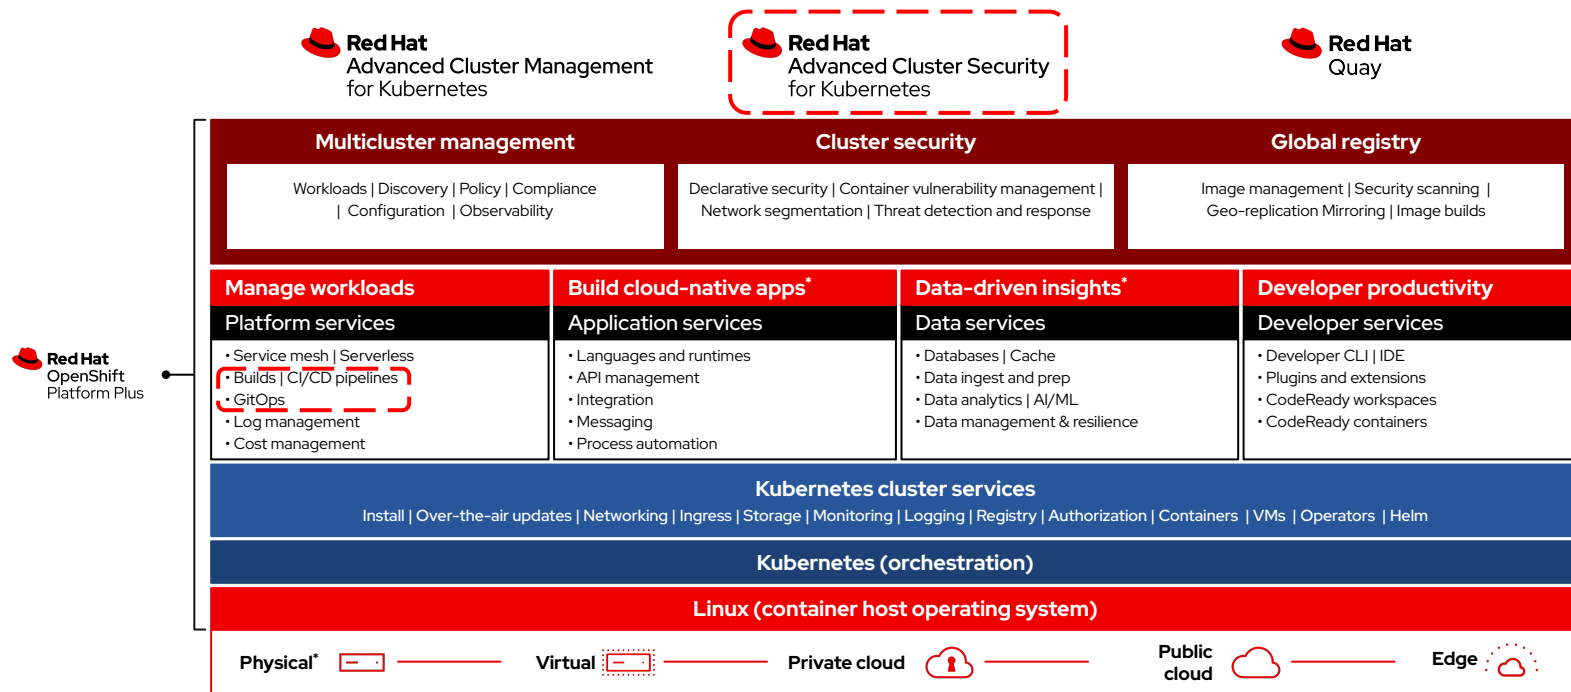 Red Hat
Advanced Cluster Management
for Kubernetes
Red Hat
Advanced Cluster Security
for Kubernetes
Red Hat
Quay
Multicluster management
Workloads | Discovery | Policy | Compliance
| Configuration | Observability
Cluster security
Declarative security | Container vulnerability management |
Network segmentation | Threat detection and response
Global registry
Image management | Security scanning |
Geo-replication Mirroring | Image builds
Red Hat
OpenShift
Platform Plus
Manage workloads
Platform services
• Service mesh | Serverless
• Builds | CI/CD pipelines
• GitOps
• Log management
• Cost management
Build cloud-native apps*
Application services
• Languages and runtimes
• API management
• Integration
• Messaging
• Process automation
Data-driven insights*
Data services
• Databases | Cache
• Data ingest and prep
• Data analytics | AI/ML
• Data management & resilience
Developer productivity
Developer services
• Developer CLI | IDE
• Plugins and extensions
• CodeReady workspaces
• CodeReady containers
Kubernetes cluster services
Install | Over-the-air updates | Networking | Ingress | Storage | Monitoring | Logging | Registry | Authorization | Containers | VMs | Operators | Helm
Kubernetes (orchestration)
Linux (container host operating system)
Physical*
Virtual
Private cloud
Public
cloud
Edge